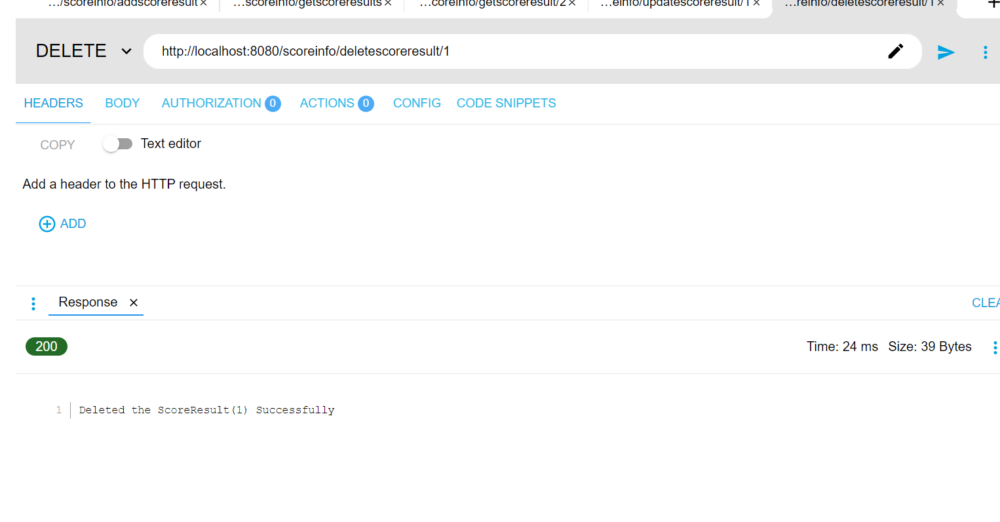 .../scoreinfo/addscoreresult × ...scoreinfo/getscoreresults × ...coreinfo/getscoreresult/2 × ...einfo/updatescoreresult/1 × ...reinfo/deletescoreresult/1 × +
DELETE http://localhost:8080/scoreinfo/deletescoreresult/1
HEADERS BODY AUTHORIZATION 0 ACTIONS 0 CONFIG CODE SNIPPETS
COPY Text editor
Add a header to the HTTP request.
ADD
Response × CLEA
200 Time: 24 ms Size: 39 Bytes
1 Deleted the ScoreResult(1) Successfully